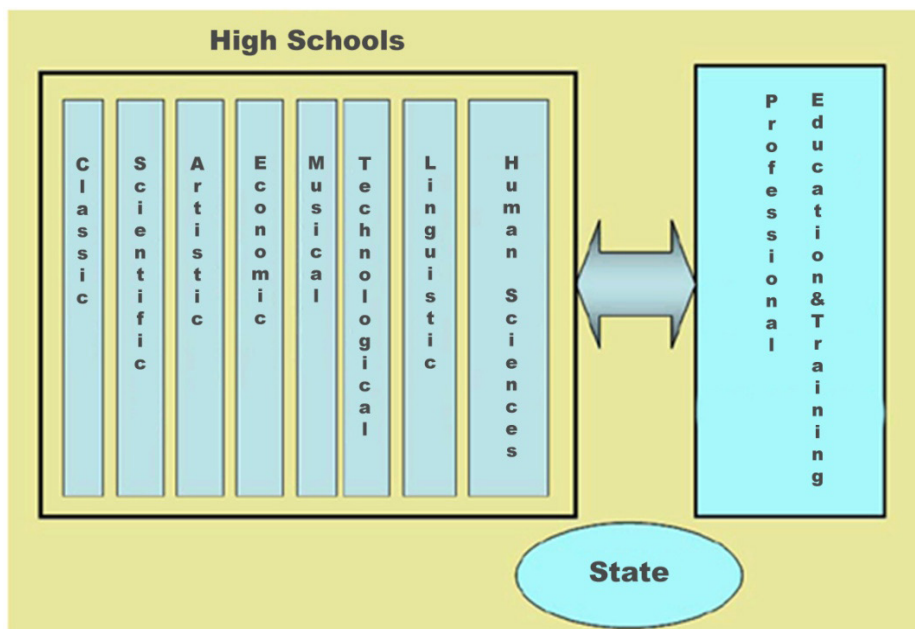 High Schools
Classic
Scientific
Artistic
Economic
Musical
Technological
Linguistic
Human Sciences
Professional
Education&Training
State